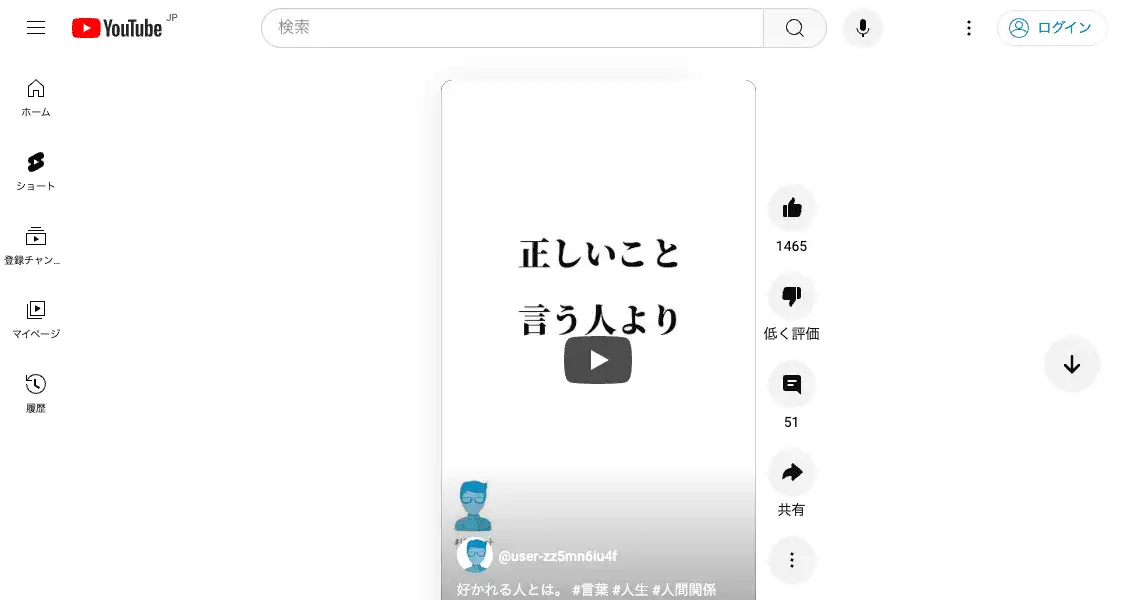 YouTube JP
検索
ログイン
ホーム
ショート
登録チャン...
マイページ
履歴
正しいこと
言う人より
@user-zz5mn6iu4f
好かれる人とは。 #言葉 #人生 #人間関係
1465
低く評価
51
共有